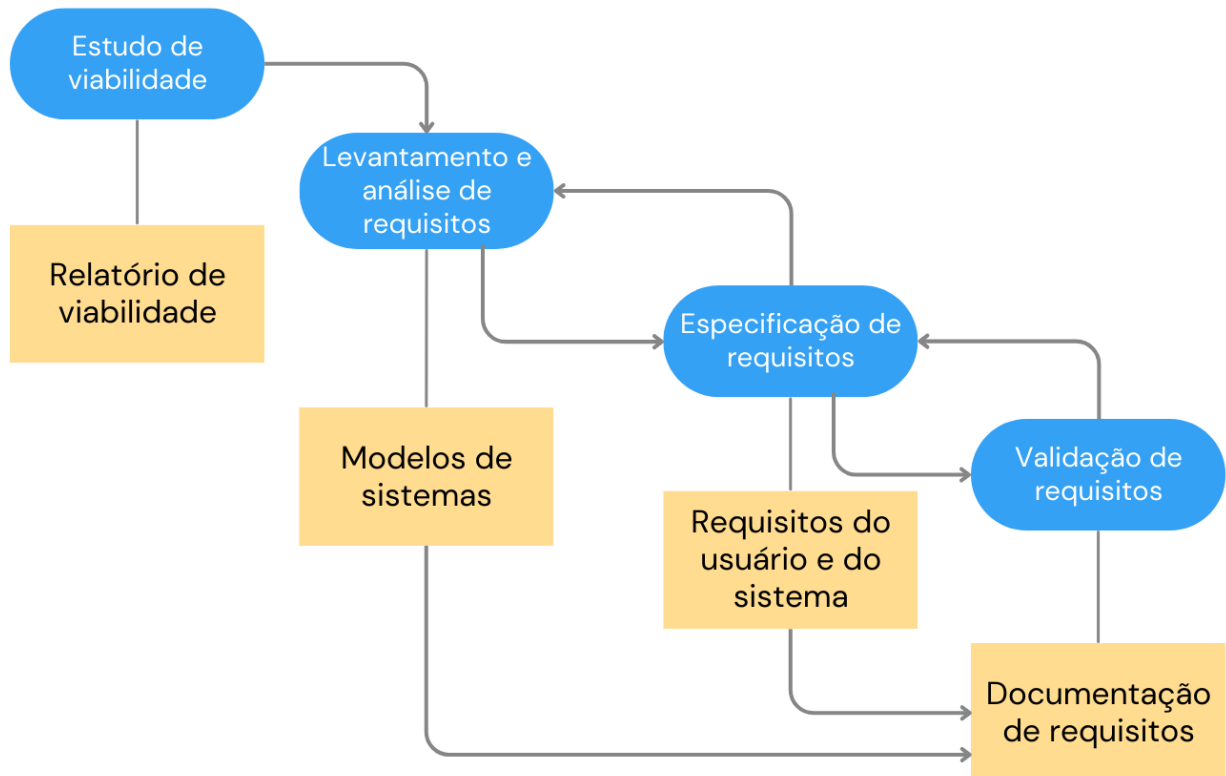 Estudo de
viabilidade
Levantamento e
análise de
requisitos
Relatório de
viabilidade
Especificação de
requisitos
Modelos de
sistemas
Validação de
requisitos
Requisitos do
usuário e do
sistema
Documentação
de requisitos